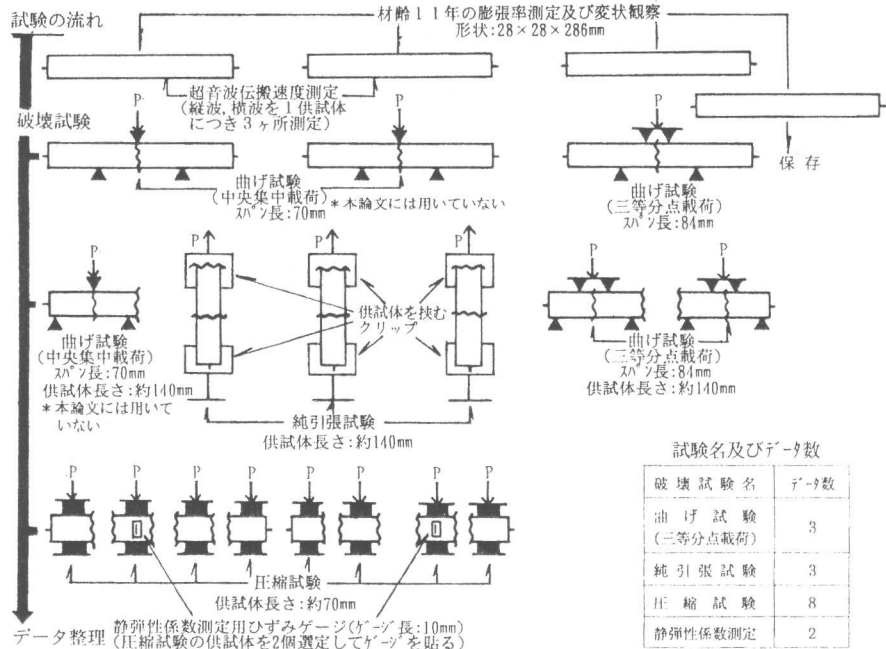 試験の流れ
材齢11年の膨張率測定及び変状観察
形状:28×28×286mm
超音波伝搬速度測定
(縦波,横波を1供試体
につき3ヶ所測定)
P
P
P
破壊試験
保存
曲げ試験
(中央集中載荷)
スパン長:70mm
*本論文には用いていない
曲げ試験
(三等分点載荷)
スパン長:84mm
P
P
P
P
P
P
供試体を挟む
クリップ
曲げ試験
(中央集中載荷)
スパン長:70mm
供試体長さ:約140mm
*本論文には用いて
いない
曲げ試験
(三等分点載荷)
スパン長:84mm
供試体長さ:約140mm
純引張試験
供試体長さ:約140mm
P
P
P
P
P
P
P
P
圧縮試験
供試体長さ:約70mm
静弾性係数測定用ひずみゲージ(ゲージ長:10mm)
(圧縮試験の供試体を2個選定してゲージを貼る)
データ整理
試験名及びデータ数
破壊試験名 データ数
曲げ試験
(三等分点載荷) 3
純引張試験 3
圧縮試験 8
静弾性係数測定 2